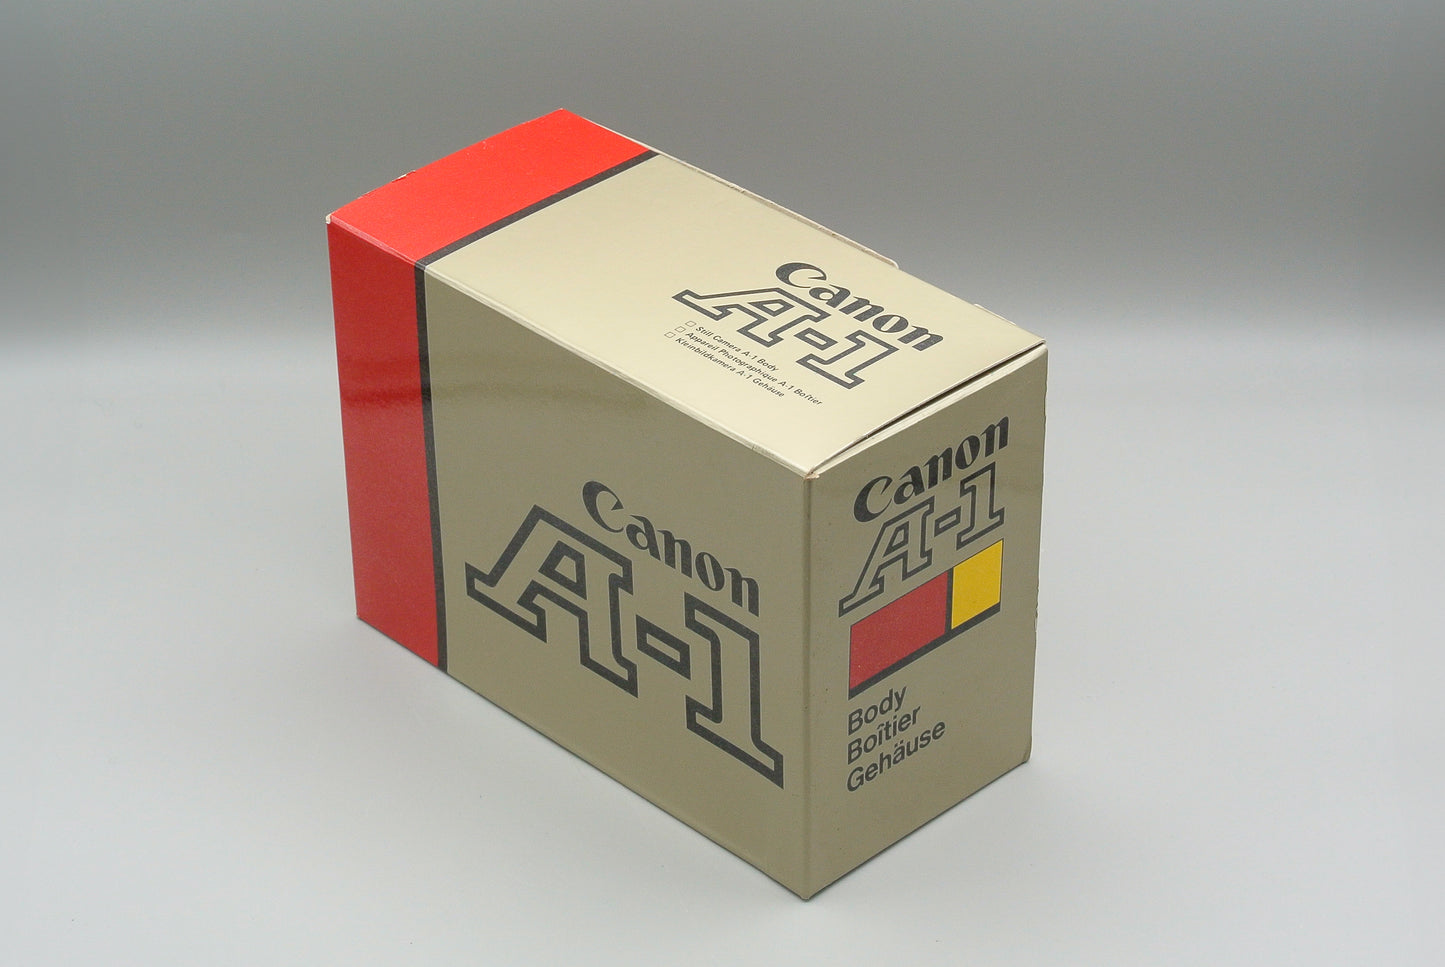 Canon
A-1
Still Camera A-1 Body
Appareil Photographique A-1 Boîtier
Kleinbildkamera A-1 Gehäuse
Canon
A-1
Canon
A-1
Body
Boîtier
Gehäuse